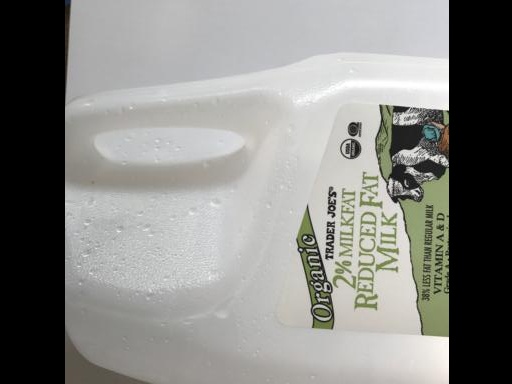 Organic
TRADER JOE'S
2% MILKFAT
REDUCED FAT
MILK
38% LESS FAT THAN REGULAR MILK
VITAMIN A & D